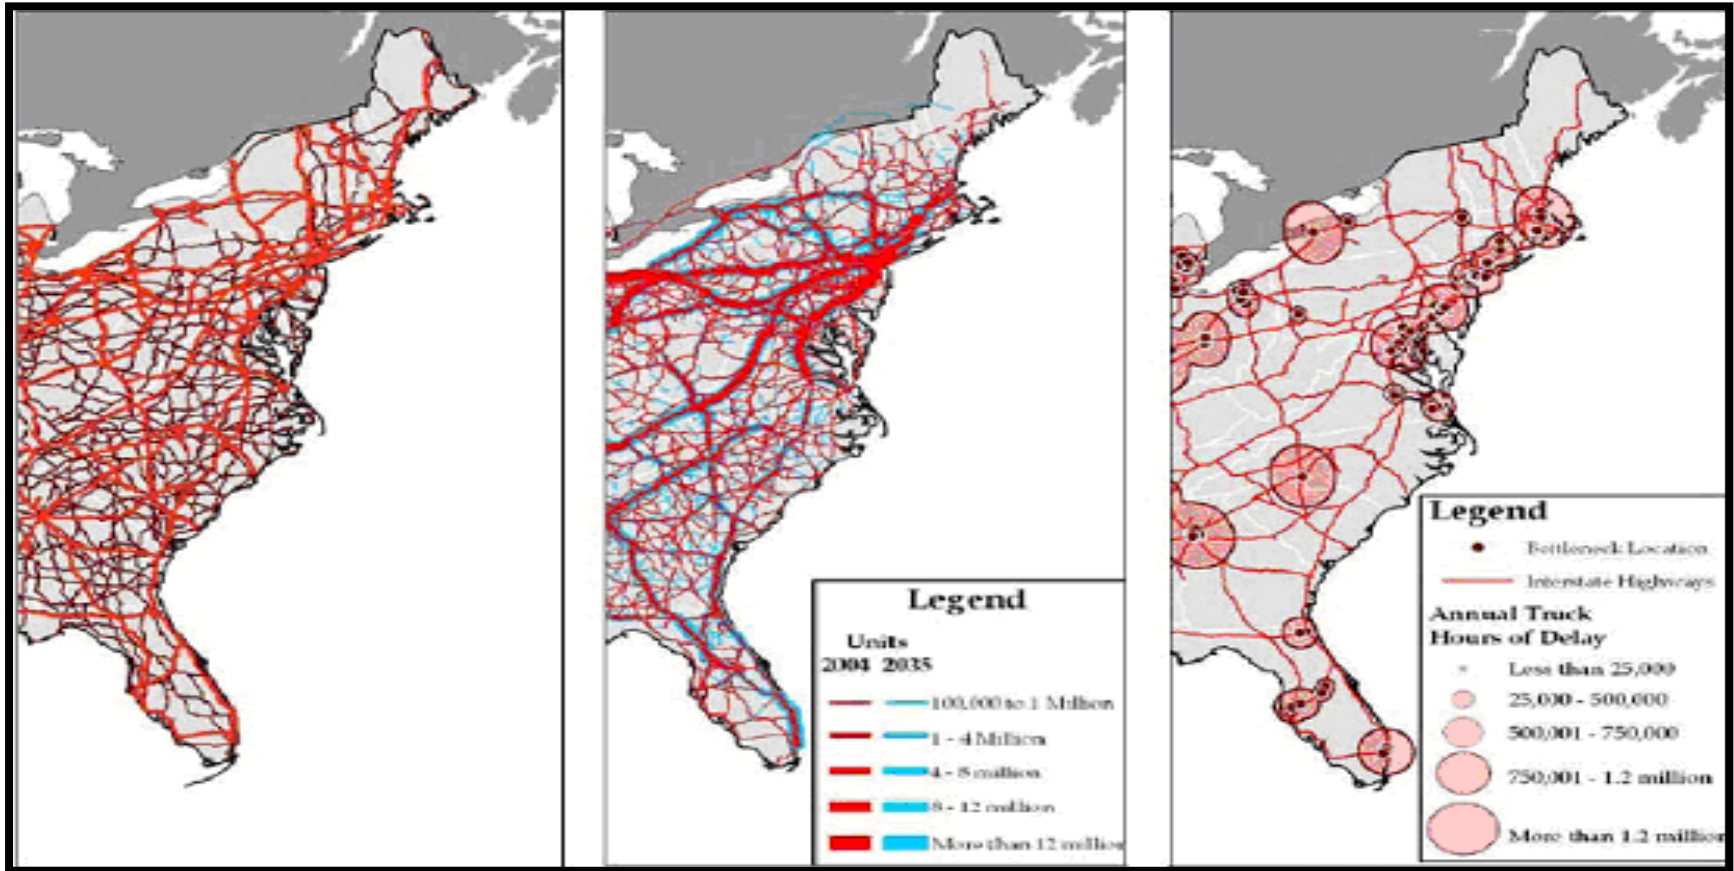 Legend
Units
2004 2035
100,000 to 1 Million
1 - 4 Million
4 - 8 million
8 - 12 million
More than 12 million
Legend
Bottleneck Location
Interstate Highways
Annual Truck
Hours of Delay
Less than 25,000
25,000 - 500,000
500,001 - 750,000
750,001 - 1.2 million
More than 1.2 million